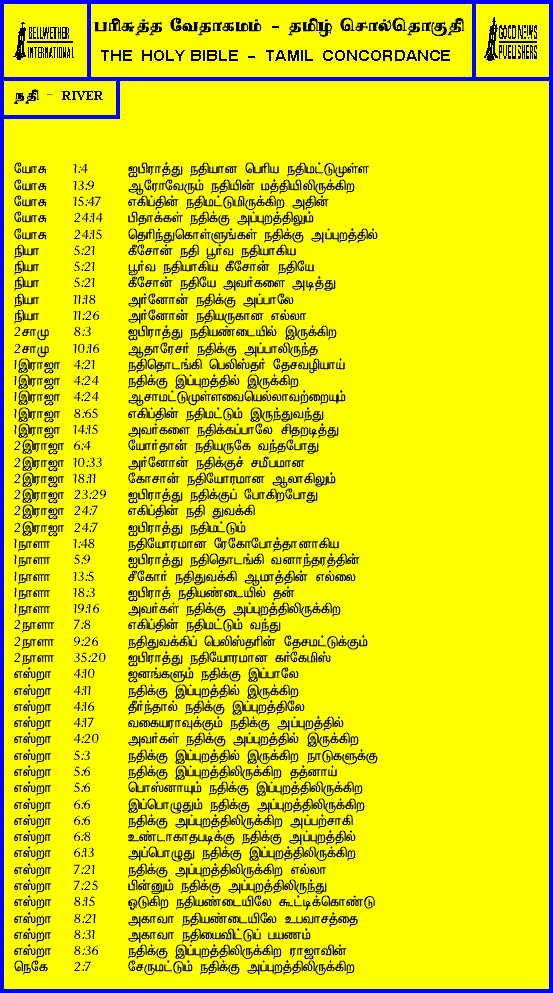 BELLWETHER
INTERNATIONAL
பரிசுத்த வேதாகமம் - தமிழ் சொல்தொகுதி
THE HOLY BIBLE - TAMIL CONCORDANCE
GOOD NEWS
PUBLISHERS
நதி - RIVER
யோசு 1:4 ஐபிராத்து நதியான பெரிய நதிமட்டுமுள்ள
யோசு 13:9 ஆரோவேரும் நதியின் மத்தியிலிருக்கிற
யோசு 15:47 எகிப்தின் நதிமட்டுமிருக்கிற அதின்
யோசு 24:14 பிதாக்கள் நதிக்கு அப்புறத்திலும்
யோசு 24:15 தெரிந்துகொள்ளுங்கள் நதிக்கு அப்புறத்தில்
நியா 5:21 கீசோன் நதி பூர்வ நதியாகிய
நியா 5:21 பூர்வ நதியாகிய கீசோன் நதியே
நியா 5:21 கீசோன் நதியே அவர்களை அடித்து
நியா 11:18 அர்னோன் நதிக்கு அப்பாலே
நியா 11:26 அர்னோன் நதியருகான எல்லா
2சாமு 8:3 ஐபிராத்து நதியண்டையில் இருக்கிற
2சாமு 10:16 ஆதாரேசர் நதிக்கு அப்பாலிருந்த
1இராஜா 4:21 நதிதொடங்கி பெலிஸ்தர் தேசவழியாய்
1இராஜா 4:24 நதிக்கு இப்புறத்தில் இருக்கிற
1இராஜா 4:24 ஆசாமட்டுமுள்ளவையெல்லாவற்றையும்
1இராஜா 8:65 எகிப்தின் நதிமட்டும் இருந்துவந்து
1இராஜா 14:15 அவர்களை நதிக்கப்பாலே சிதறடித்து
2இராஜா 6:4 யோர்தான் நதியருகே வந்தபோது
2இராஜா 10:33 அர்னோன் நதிக்குச் சமீபமான
2இராஜா 18:11 கோசான் நதியோரமான ஆலாகிலும்
2இராஜா 23:29 ஐபிராத்து நதிக்குப் போகிறபோது
2இராஜா 24:7 எகிப்தின் நதி துவக்கி
2இராஜா 24:7 ஐபிராத்து நதிமட்டும்
1நாளா 1:48 நதியோரமான ரேகோபோத்தானாகிய
1நாளா 5:9 ஐபிராத்து நதிதொடங்கி வனாந்தரத்தின்
1நாளா 13:5 சீகோர் நதிதுவக்கி ஆமாத்தின் எல்லை
1நாளா 18:3 ஐபிராத் நதியண்டையில் தன்
1நாளா 19:16 அவர்கள் நதிக்கு அப்புறத்திலிருக்கிற
2நாளா 7:8 எகிப்தின் நதிமட்டும் வந்து
2நாளா 9:26 நதிதுவக்கிப் பெலிஸ்தரின் தேசமட்டுக்கும்
2நாளா 35:20 ஐபிராத்து நதியோரமான கர்கேமிஸ்
எஸ்றா 4:10 ஜனங்களும் நதிக்கு இப்பாலே
எஸ்றா 4:11 நதிக்கு இப்புறத்தில் இருக்கிற
எஸ்றா 4:16 தீர்ந்தால் நதிக்கு இப்புறத்திலே
எஸ்றா 4:17 வகையராவுக்கும் நதிக்கு அப்புறத்தில்
எஸ்றா 4:20 அவர்கள் நதிக்கு அப்புறத்தில் இருக்கிற
எஸ்றா 5:3 நதிக்கு இப்புறத்தில் இருக்கிற நாடுகளுக்கு
எஸ்றா 5:6 நதிக்கு இப்புறத்திலிருக்கிற தத்னாய்
எஸ்றா 5:6 பொஸ்னாயும் நதிக்கு இப்புறத்திலிருக்கிற
எஸ்றா 6:6 இப்பொழுதும் நதிக்கு அப்புறத்திலிருக்கிற
எஸ்றா 6:6 நதிக்கு அப்புறத்திலிருக்கிற அப்பற்சாகி
எஸ்றா 6:8 உண்டாகாதபடிக்கு நதிக்கு அப்புறத்தில்
எஸ்றா 6:13 அப்பொழுது நதிக்கு இப்புறத்திலிருக்கிற
எஸ்றா 7:21 நதிக்கு அப்புறத்திலிருக்கிற எல்லா
எஸ்றா 7:25 பின்னும் நதிக்கு அப்புறத்திலிருந்து
எஸ்றா 8:15 ஓடுகிற நதியண்டையிலே கூட்டிக்கொண்டு
எஸ்றா 8:21 அகாவா நதியண்டையிலே உபவாசத்தை
எஸ்றா 8:31 அகாவா நதியைவிட்டுப் பயணம்
எஸ்றா 8:36 நதிக்கு இப்புறத்திலிருக்கிற ராஜாவின்
நெகே 2:7 சேருமட்டும் நதிக்கு அப்புறத்திலிருக்கிற